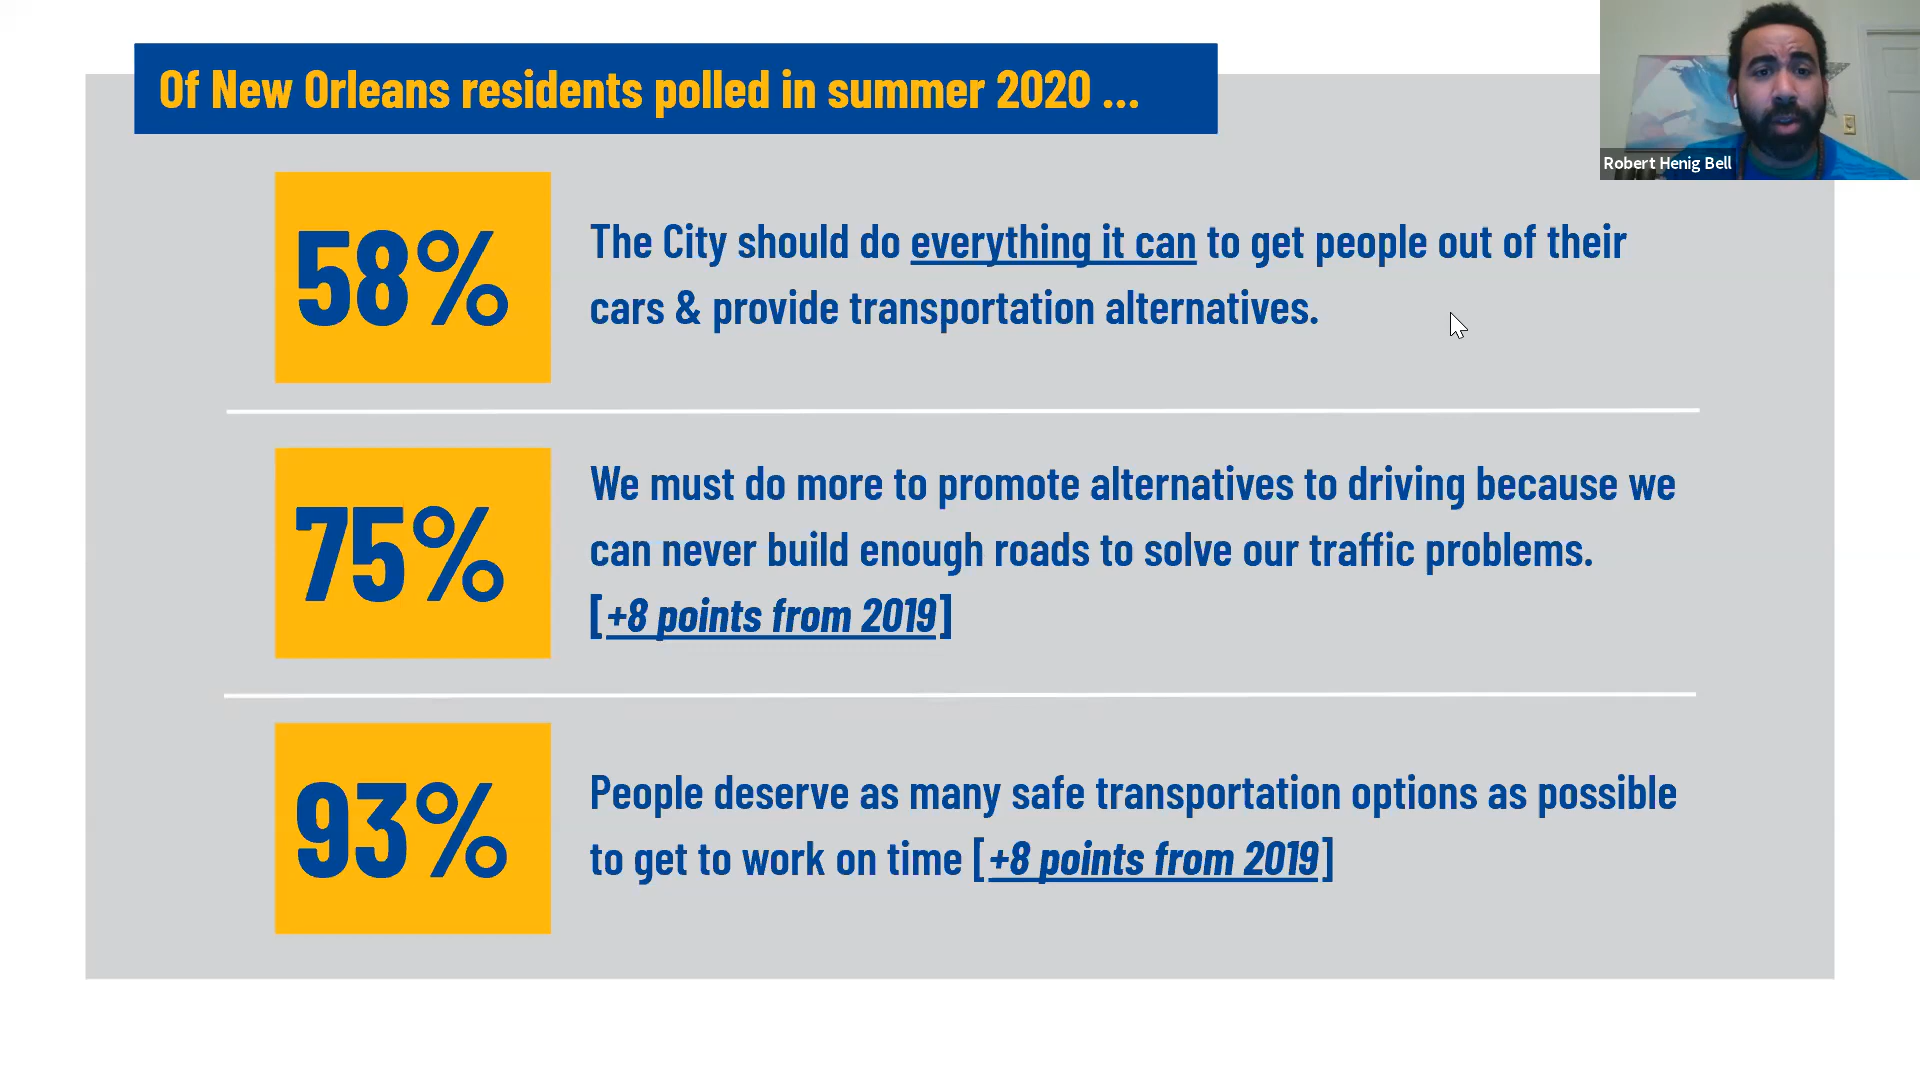 Of New Orleans residents polled in summer 2020 ...
Robert Henig Bell
58%
The City should do everything it can to get people out of their
cars & provide transportation alternatives.
75%
We must do more to promote alternatives to driving because we
can never build enough roads to solve our traffic problems.
[+8 points from 2019]
93%
People deserve as many safe transportation options as possible
to get to work on time [+8 points from 2019]